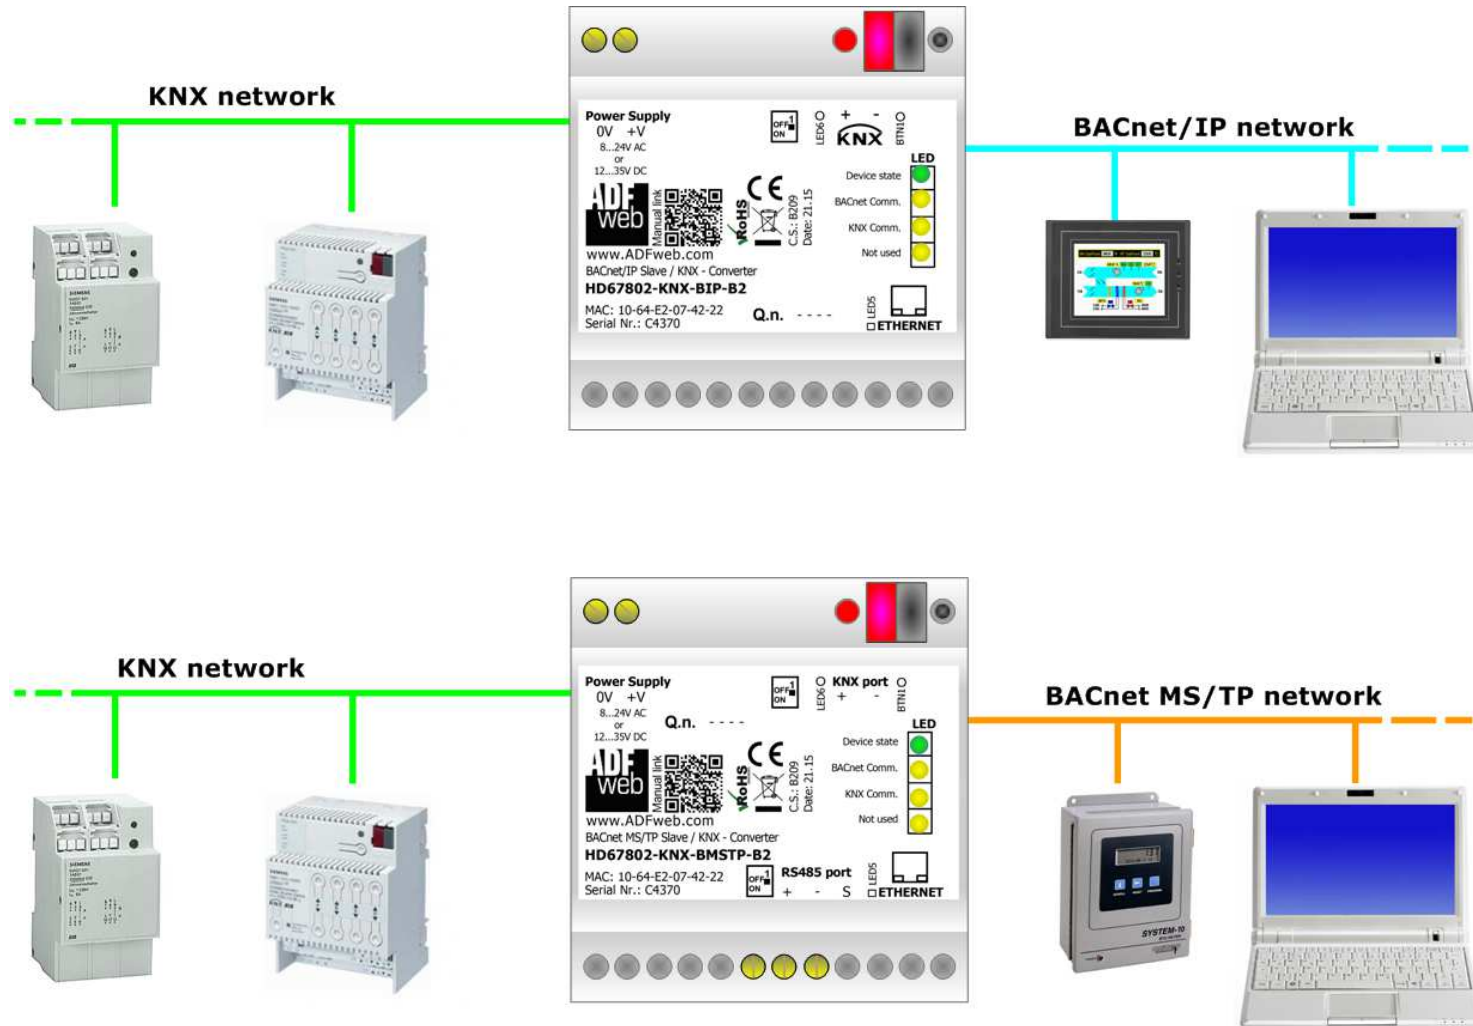 KNX network
Power Supply
0V +V
8...24V AC
or
12...35V DC
OFF 1
ON
LED6
+ -
KNX
BTN1
LED
Device state
BACnet Comm.
KNX Comm.
Not used
ADF
web
Manual link
RoHS
CE
C.S.: B209
Date: 21.15
www.ADFweb.com
BACnet/IP Slave / KNX - Converter
HD67802-KNX-BIP-B2
MAC: 10-64-E2-07-42-22
Serial Nr.: C4370
Q.n. - - - -
LED5
ETHERNET
BACnet/IP network
SIEMENS
SIEMENS
KNX network
Power Supply
0V +V
8...24V AC
or
12...35V DC
Q.n. - - - -
OFF 1
ON
LED6
KNX port
+ -
BTN1
LED
Device state
BACnet Comm.
KNX Comm.
Not used
ADF
web
Manual link
RoHS
CE
C.S.: B209
Date: 21.15
www.ADFweb.com
BACnet MS/TP Slave / KNX - Converter
HD67802-KNX-BMSTP-B2
MAC: 10-64-E2-07-42-22
Serial Nr.: C4370
OFF 1
ON
RS485 port
+ - S
LED5
ETHERNET
BACnet MS/TP network
SIEMENS
SIEMENS
SYSTEM-10